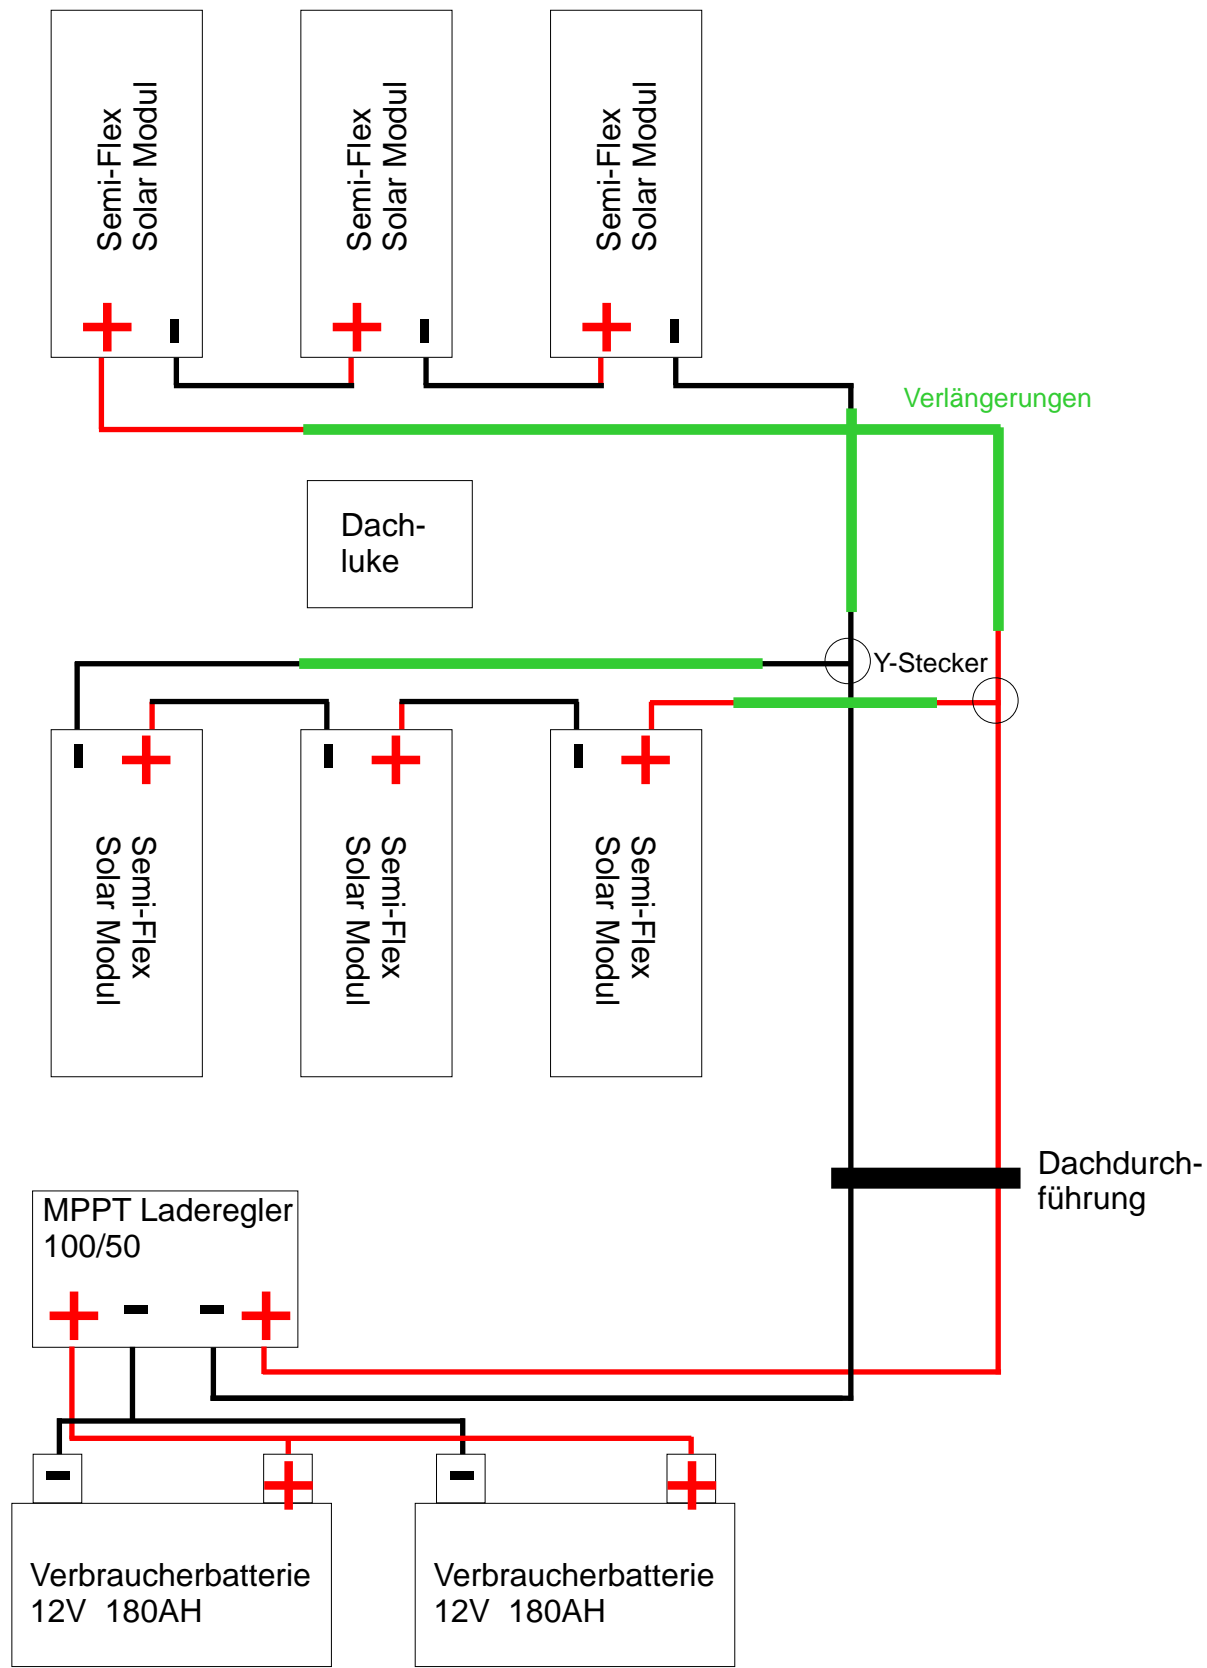 Semi-Flex
Solar Modul
Semi-Flex
Solar Modul
Semi-Flex
Solar Modul
Verlängerungen
Dach-
luke
Y-Stecker
Semi-Flex
Solar Modul
Semi-Flex
Solar Modul
Semi-Flex
Solar Modul
Dachdurch-
führung
MPPT Laderegler
100/50
Verbraucherbatterie
12V 180AH
Verbraucherbatterie
12V 180AH